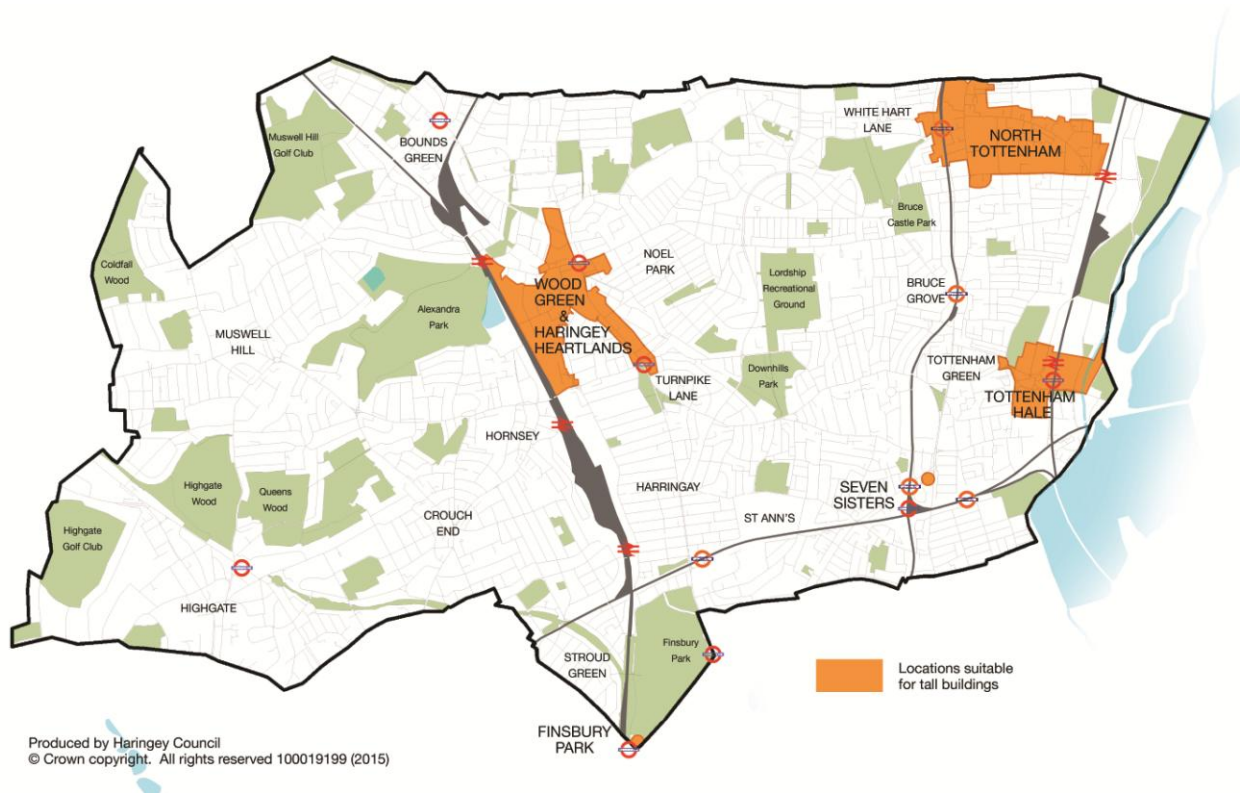 WHITE HART
LANE
NORTH
TOTTENHAM
Muswell Hill
Golf Club
BOUNDS
GREEN
Bruce
Castle Park
Coldfall
Wood
NOEL
PARK
Lordship
Recreational
Ground
BRUCE
GROVE
WOOD
GREEN
&
HARINGEY
HEARTLANDS
Alexandra
Park
MUSWELL
HILL
TOTTENHAM
GREEN
Downhills
Park
TURNPIKE
LANE
TOTTENHAM
HALE
HORNSEY
Highgate
Wood
Queens
Wood
HARRINGAY
SEVEN
SISTERS
CROUCH
END
ST ANN'S
Highgate
Golf Club
HIGHGATE
STROUD
GREEN
Finsbury
Park
Locations suitable
for tall buildings
FINSBURY
PARK
Produced by Haringey Council
© Crown copyright. All rights reserved 100019199 (2015)